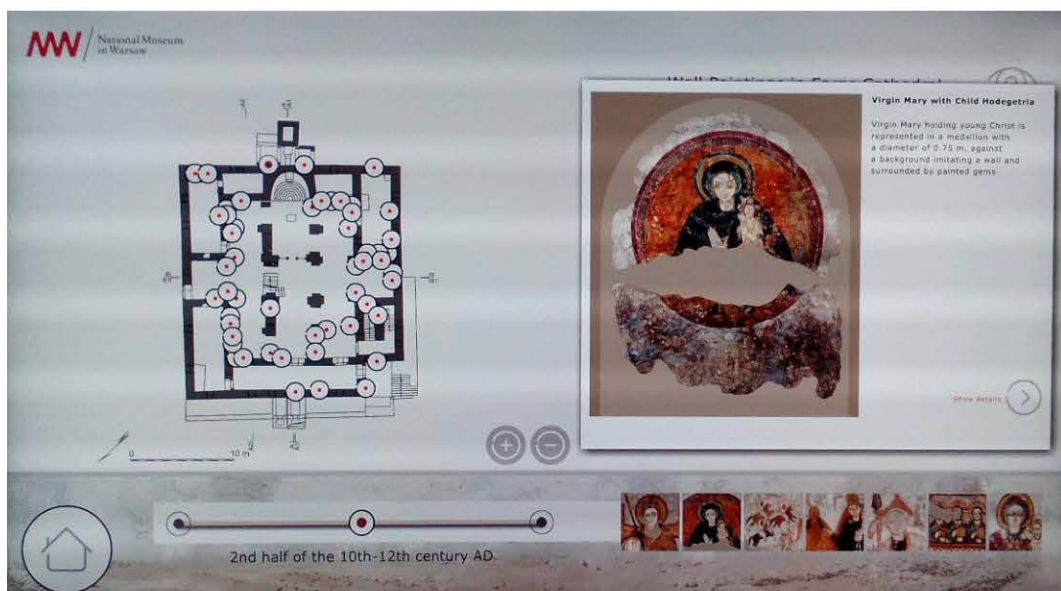 National Museum
in Warsaw
Virgin Mary with Child Hodegetria
Virgin Mary holding young Christ is
represented in a medallion with
a diameter of 0.75 m, against
a background imitating a wall and
surrounded by painted gems.
Show details
0
10 m
2nd half of the 10th-12th century AD